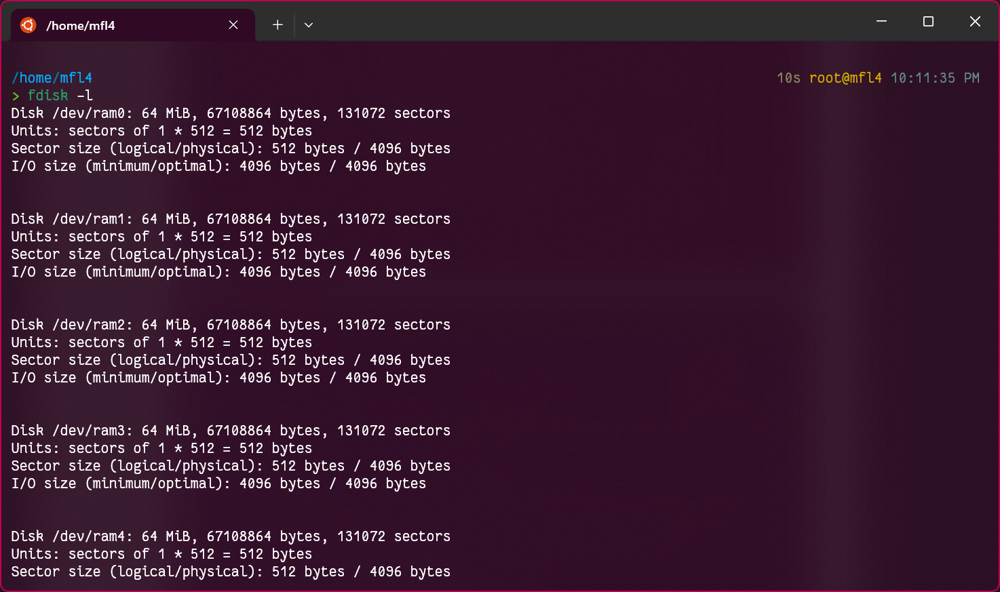 /home/mfl4
/home/mfl4 10s root@mfl4 10:11:35 PM
> fdisk -l
Disk /dev/ram0: 64 MiB, 67108864 bytes, 131072 sectors
Units: sectors of 1 * 512 = 512 bytes
Sector size (logical/physical): 512 bytes / 4096 bytes
I/O size (minimum/optimal): 4096 bytes / 4096 bytes
Disk /dev/ram1: 64 MiB, 67108864 bytes, 131072 sectors
Units: sectors of 1 * 512 = 512 bytes
Sector size (logical/physical): 512 bytes / 4096 bytes
I/O size (minimum/optimal): 4096 bytes / 4096 bytes
Disk /dev/ram2: 64 MiB, 67108864 bytes, 131072 sectors
Units: sectors of 1 * 512 = 512 bytes
Sector size (logical/physical): 512 bytes / 4096 bytes
I/O size (minimum/optimal): 4096 bytes / 4096 bytes
Disk /dev/ram3: 64 MiB, 67108864 bytes, 131072 sectors
Units: sectors of 1 * 512 = 512 bytes
Sector size (logical/physical): 512 bytes / 4096 bytes
I/O size (minimum/optimal): 4096 bytes / 4096 bytes
Disk /dev/ram4: 64 MiB, 67108864 bytes, 131072 sectors
Units: sectors of 1 * 512 = 512 bytes
Sector size (logical/physical): 512 bytes / 4096 bytes